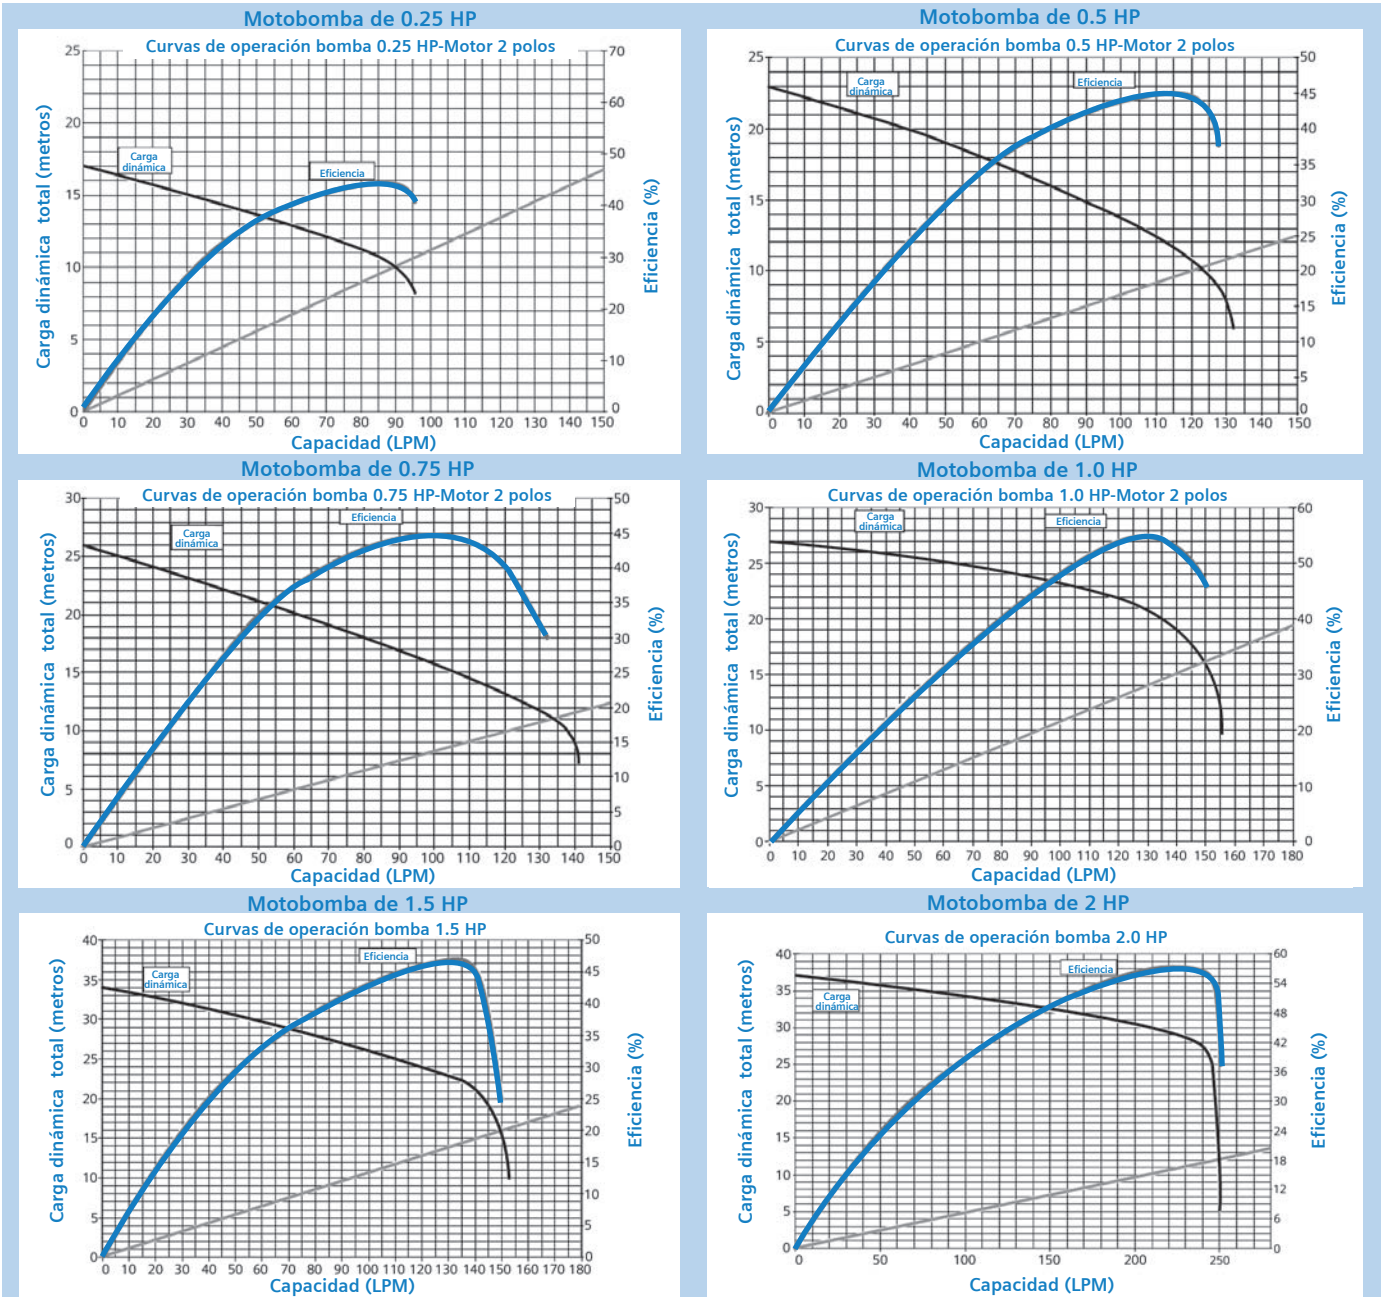 Motobomba de 0.25 HP
Curvas de operación bomba 0.25 HP-Motor 2 polos
Carga dinámica total (metros)
25
20
15
10
5
0
Carga
dinámica
Eficiencia
70
60
50
40
30
20
10
0
Eficiencia (%)
10 20 30 40 50 60 70 80 90 100 110 120 130 140 150
Capacidad (LPM)
Motobomba de 0.5 HP
Curvas de operación bomba 0.5 HP-Motor 2 polos
Carga dinámica total (metros)
25
20
15
10
5
0
Carga
dinámica
Eficiencia
50
45
40
35
30
25
20
15
10
5
0
Eficiencia (%)
0 10 20 30 40 50 60 70 80 90 100 110 120 130 140 150
Capacidad (LPM)
Motobomba de 0.75 HP
Curvas de operación bomba 0.75 HP-Motor 2 polos
Carga dinámica total (metros)
30
25
20
15
10
5
0
Carga
dinámica
Eficiencia
50
45
40
35
30
25
20
15
10
5
0
Eficiencia (%)
0 10 20 30 40 50 60 70 80 90 100 110 120 130 140 150
Capacidad (LPM)
Motobomba de 1.0 HP
Curvas de operación bomba 1.0 HP-Motor 2 polos
Carga dinámica total (metros)
30
25
20
15
10
5
0
Carga
dinámica
Eficiencia
60
50
40
30
20
10
0
Eficiencia (%)
0 10 20 30 40 50 60 70 80 90 100 110 120 130 140 150 160 170 180
Capacidad (LPM)
Motobomba de 1.5 HP
Curvas de operación bomba 1.5 HP
Carga dinámica total (metros)
40
35
30
25
20
15
10
5
0
Carga
dinámica
Eficiencia
50
45
40
35
30
25
20
15
10
5
0
Eficiencia (%)
0 10 20 30 40 50 60 70 80 90 100 110 120 130 140 150 160 170 180
Capacidad (LPM)
Motobomba de 2 HP
Curvas de operación bomba 2.0 HP
Carga dinámica total (metros)
40
35
30
25
20
15
10
5
0
Carga
dinámica
Eficiencia
60
54
48
42
36
30
24
18
12
6
0
Eficiencia (%)
0 50 100 150 200 250
Capacidad (LPM)